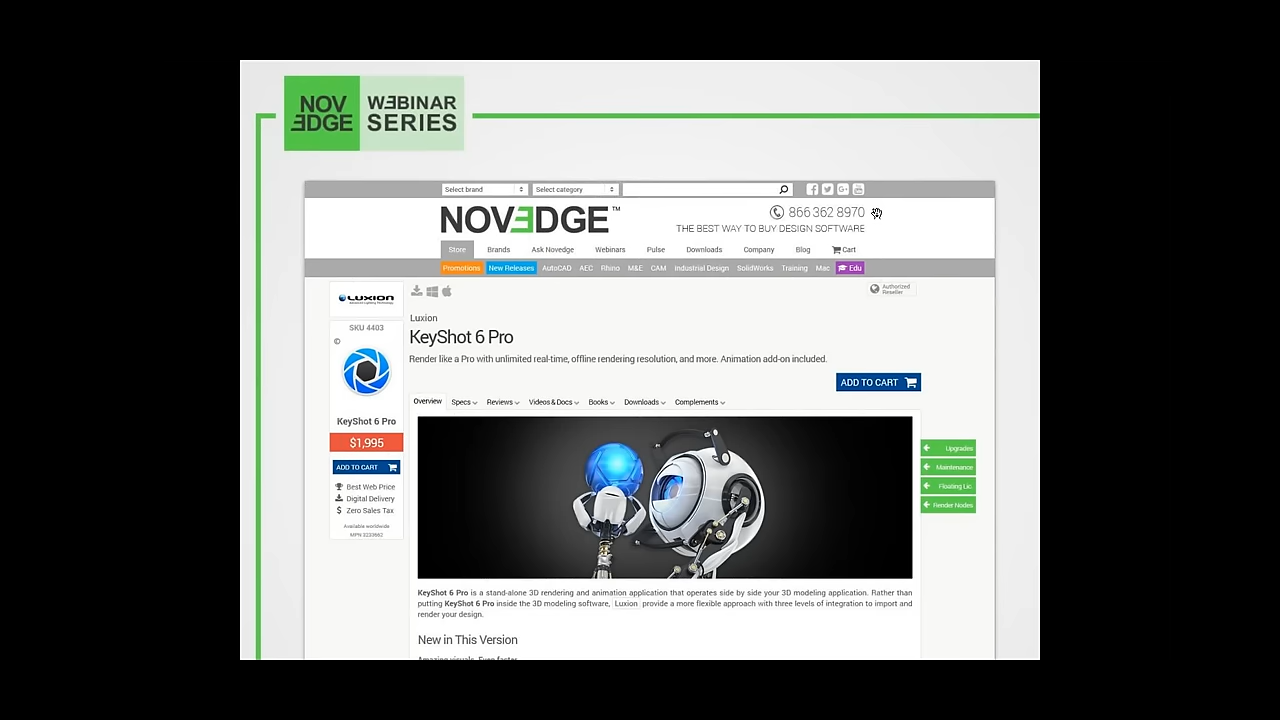 NOVEDGE
WEBINAR SERIES
Select brand Select category
NOVEDGE™
866 362 8970
THE BEST WAY TO BUY DESIGN SOFTWARE
Store Brands Ask Novedge Webinars Pulse Downloads Company Blog Cart
Promotions New Releases AutoCAD AEC Rhino M&E CAM Industrial Design SolidWorks Training Mac Edu
Authorized
Reseller
LUXION
SKU 4403
©
KeyShot 6 Pro
$1,995
ADD TO CART
Best Web Price
Digital Delivery
$ Zero Sales Tax
Available worldwide
MPN 3233662
Luxion
KeyShot 6 Pro
Render like a Pro with unlimited real-time, offline rendering resolution, and more. Animation add-on included.
ADD TO CART
Overview Specs Reviews Videos & Docs Books Downloads Complements
Upgrades
Maintenance
Floating Lic.
Render Nodes
KeyShot 6 Pro is a stand-alone 3D rendering and animation application that operates side by side your 3D modeling application. Rather than
putting KeyShot 6 Pro inside the 3D modeling software, Luxion provide a more flexible approach with three levels of integration to import and
render your design.
New in This Version